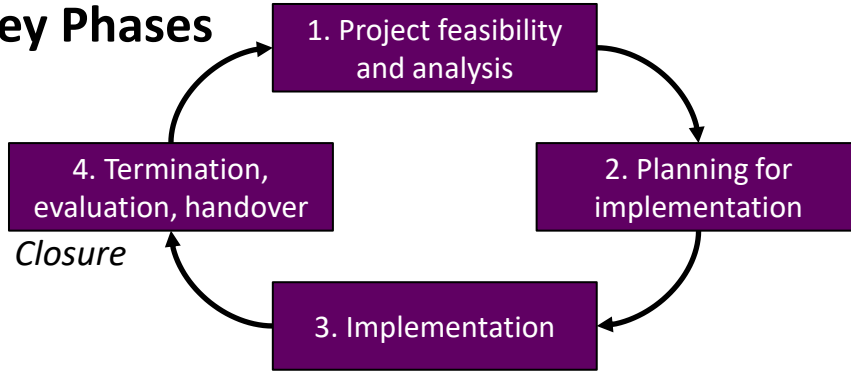 ey Phases
1. Project feasibility
and analysis
2. Planning for
implementation
3. Implementation
4. Termination,
evaluation, handover
Closure